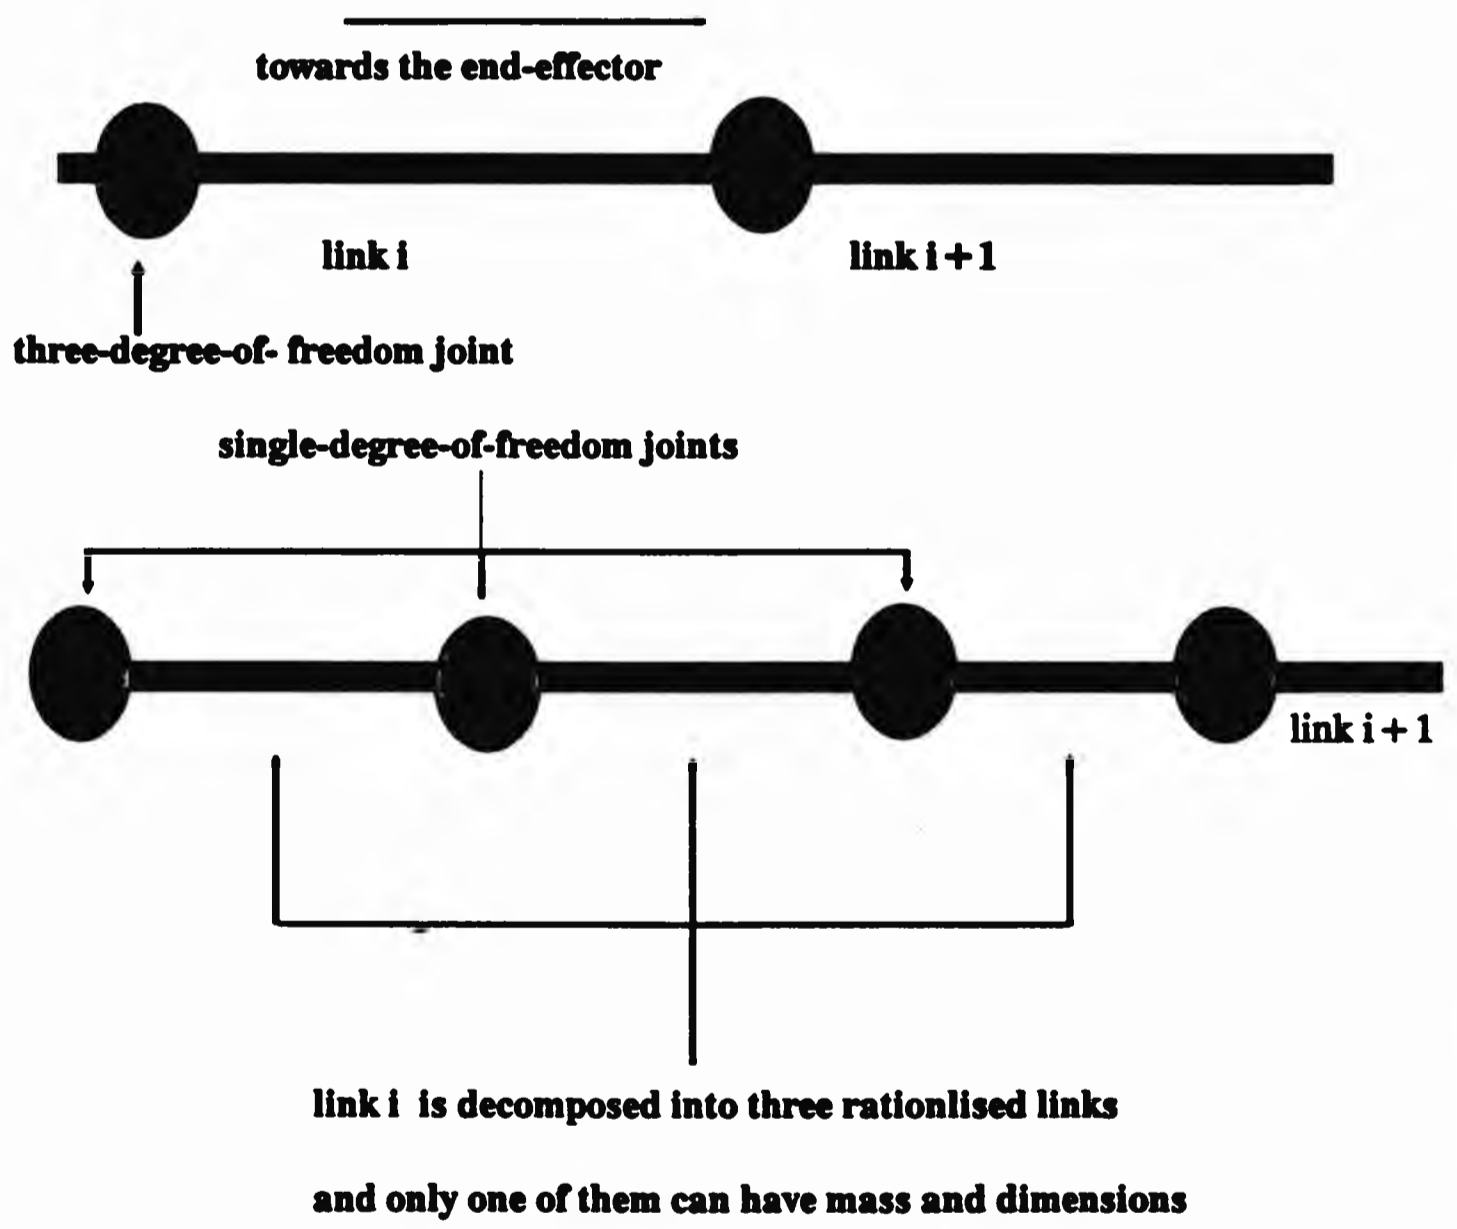 towards the end-effector
link i
link i + 1
three-degree-of- freedom joint
single-degree-of-freedom joints
link i + 1
link i is decomposed into three rationlised links
and only one of them can have mass and dimensions